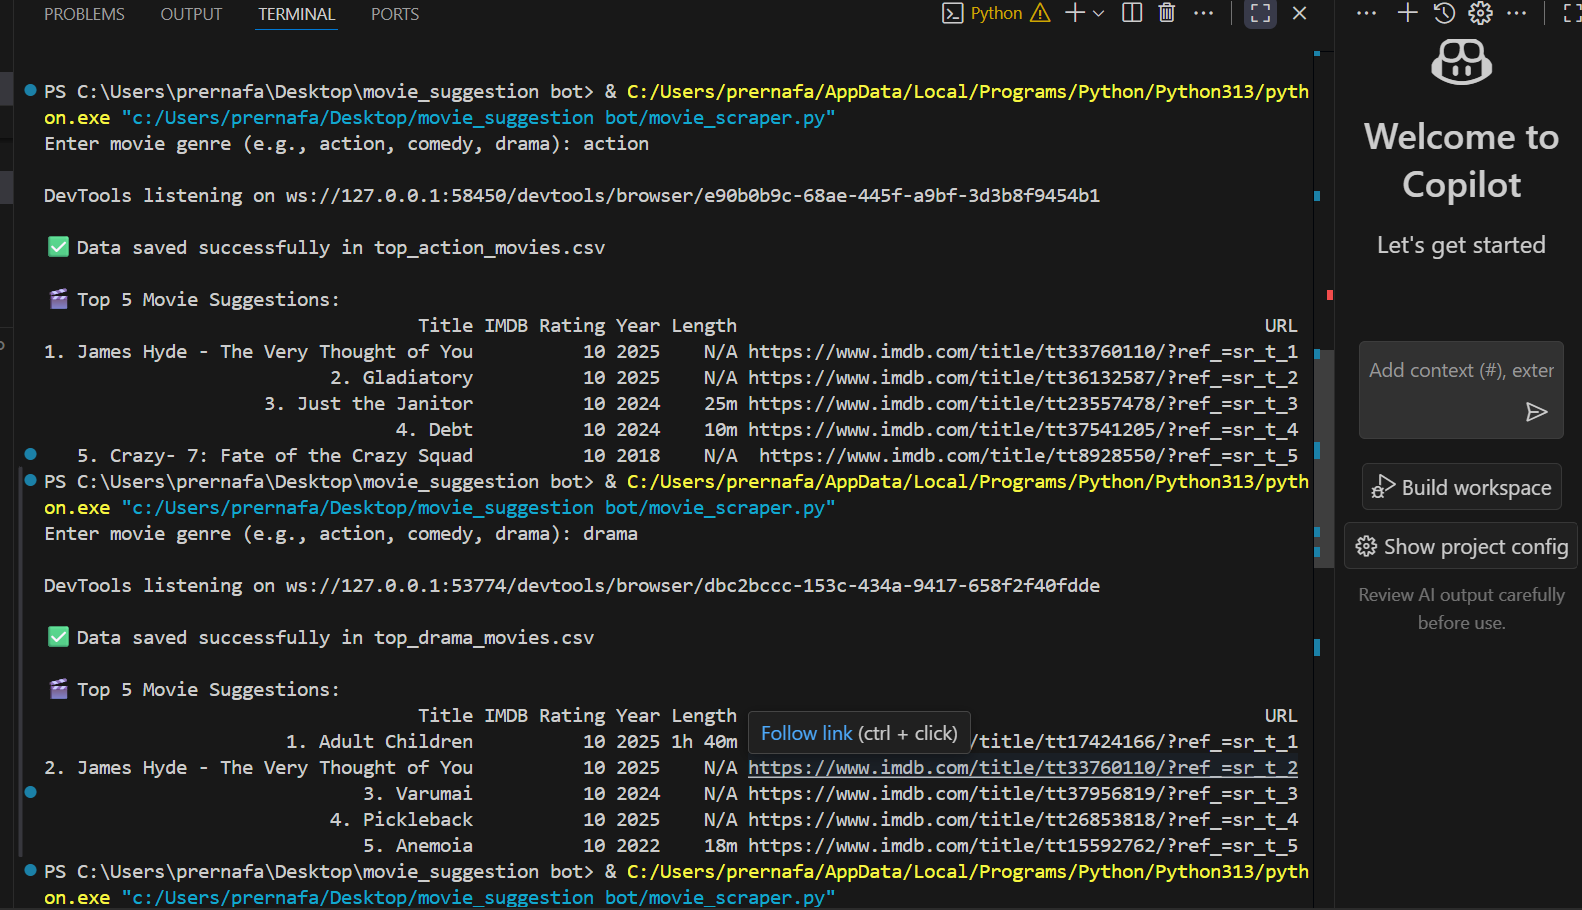 PROBLEMS OUTPUT TERMINAL PORTS
Python
PS C:\Users\prernafa\Desktop\movie_suggestion bot> & C:/Users/prernafa/AppData/Local/Programs/Python/Python313/pyth
on.exe "c:/Users/prernafa/Desktop/movie_suggestion bot/movie_scraper.py"
Enter movie genre (e.g., action, comedy, drama): action
DevTools listening on ws://127.0.0.1:58450/devtools/browser/e90b0b9c-68ae-445f-a9bf-3d3b8f9454b1
✅ Data saved successfully in top_action_movies.csv
🎬 Top 5 Movie Suggestions:
Title IMDB Rating Year Length URL
1. James Hyde - The Very Thought of You 10 2025 N/A https://www.imdb.com/title/tt33760110/?ref_=sr_t_1
2. Gladiatory 10 2025 N/A https://www.imdb.com/title/tt36132587/?ref_=sr_t_2
3. Just the Janitor 10 2024 25m https://www.imdb.com/title/tt23557478/?ref_=sr_t_3
4. Debt 10 2024 10m https://www.imdb.com/title/tt37541205/?ref_=sr_t_4
5. Crazy- 7: Fate of the Crazy Squad 10 2018 N/A https://www.imdb.com/title/tt8928550/?ref_=sr_t_5
PS C:\Users\prernafa\Desktop\movie_suggestion bot> & C:/Users/prernafa/AppData/Local/Programs/Python/Python313/pyth
on.exe "c:/Users/prernafa/Desktop/movie_suggestion bot/movie_scraper.py"
Enter movie genre (e.g., action, comedy, drama): drama
DevTools listening on ws://127.0.0.1:53774/devtools/browser/dbc2bccc-153c-434a-9417-658f2f40fdde
✅ Data saved successfully in top_drama_movies.csv
🎬 Top 5 Movie Suggestions:
Title IMDB Rating Year Length URL
Follow link (ctrl + click)
1. Adult Children 10 2025 1h 40m /title/tt17424166/?ref_=sr_t_1
2. James Hyde - The Very Thought of You 10 2025 N/A https://www.imdb.com/title/tt33760110/?ref_=sr_t_2
3. Varumai 10 2024 N/A https://www.imdb.com/title/tt37956819/?ref_=sr_t_3
4. Pickleback 10 2025 N/A https://www.imdb.com/title/tt26853818/?ref_=sr_t_4
5. Anemoia 10 2022 18m https://www.imdb.com/title/tt15592762/?ref_=sr_t_5
PS C:\Users\prernafa\Desktop\movie_suggestion bot> & C:/Users/prernafa/AppData/Local/Programs/Python/Python313/pyth
on.exe "c:/Users/prernafa/Desktop/movie_suggestion bot/movie_scraper.py"
Welcome to
Copilot
Let's get started
Add context (#), exter
Build workspace
Show project config
Review AI output carefully
before use.